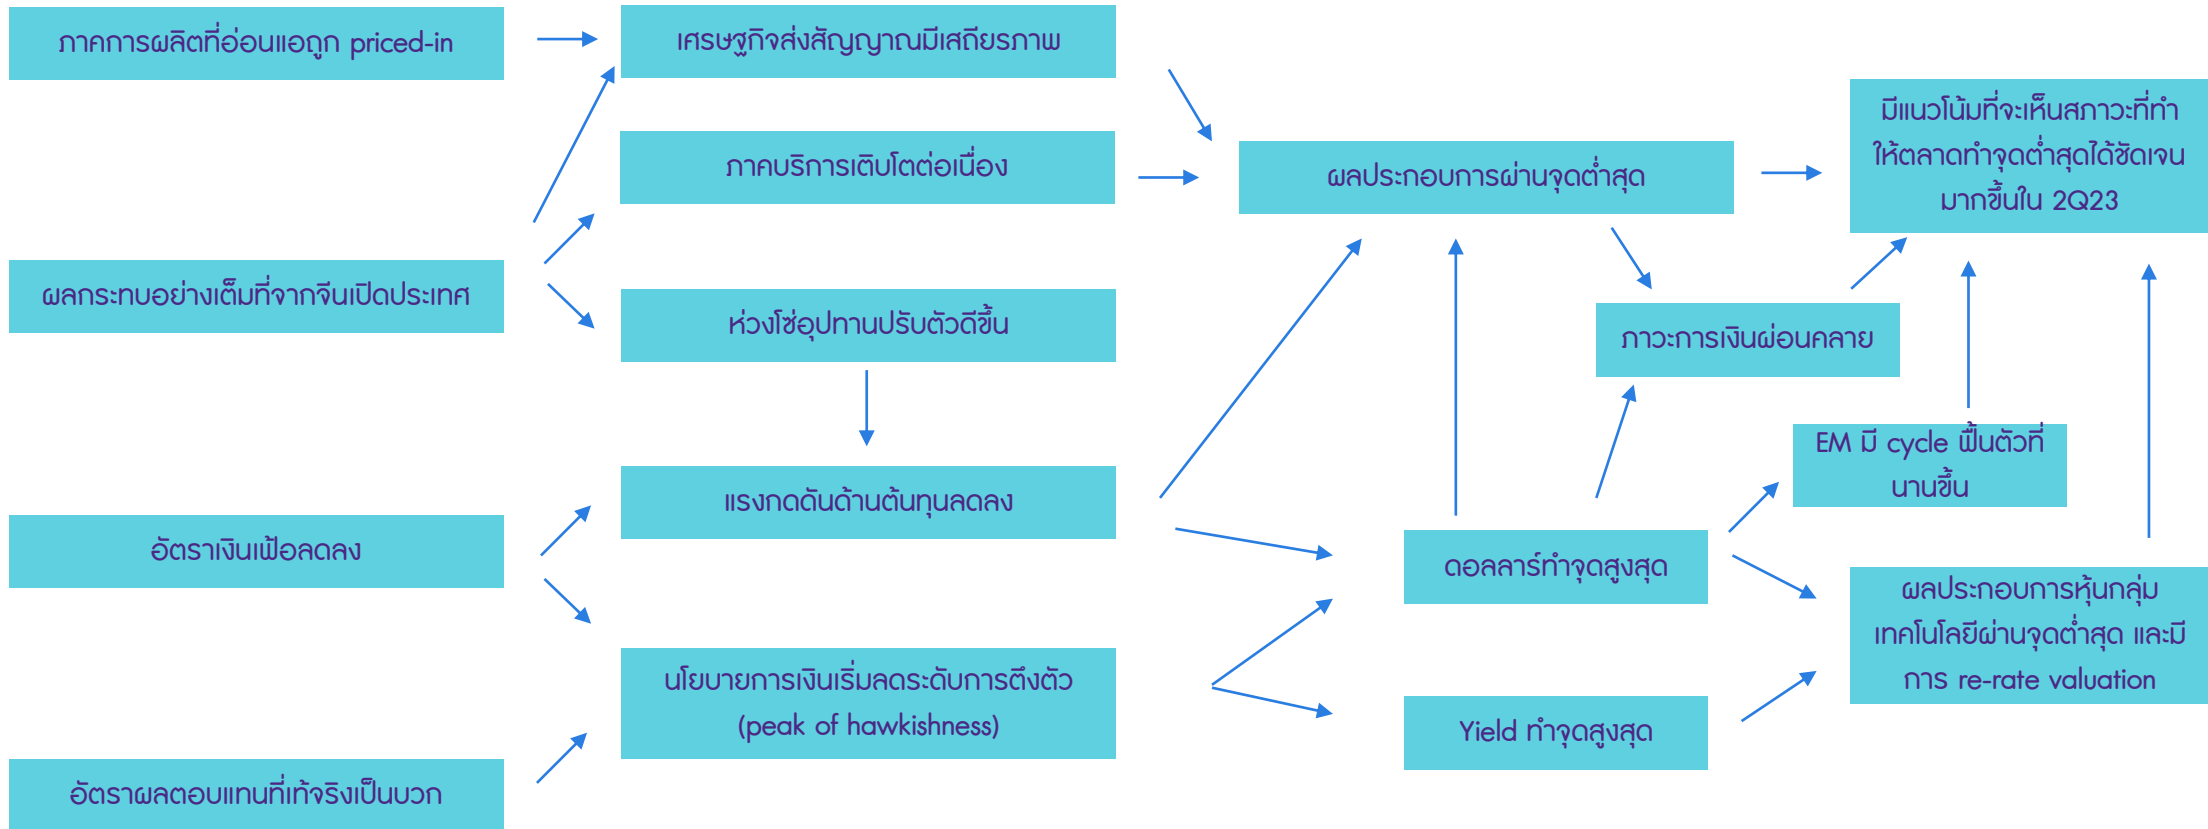 ภาคการผลิตที่อ่อนแอถูก priced-in
ผลกระทบอย่างเต็มที่จากจีนเปิดประเทศ
อัตราเงินเฟ้อลดลง
อัตราผลตอบแทนที่เท้จริงเป็นบวก
เศรษฐกิจส่งสัญญาณมีเสถียรภาพ
ภาคบริการเติบโตต่อเนื่อง
ห่วงโซ่อุปทานปรับตัวดีขึ้น
แรงกดดันด้านต้นทุนลดลง
นโยบายการเงินเริ่มลดระดับการตึงตัว
(peak of hawkishness)
ผลประกอบการผ่านจุดต่ำสุด
ภาวะการเงินผ่อนคลาย
ดอลลาร์ทำจุดสูงสุด
Yield ทำจุดสูงสุด
มีแนวโน้มที่จะเห็นสภาวะที่ทำ
ให้ตลาดทำจุดต่ำสุดได้ชัดเจน
มากขึ้นใน 2Q23
EM มี cycle ฟื้นตัวที่
นานขึ้น
ผลประกอบการหุ้นกลุ่ม
เทคโนโลยีผ่านจุดต่ำสุด และมี
การ re-rate valuation